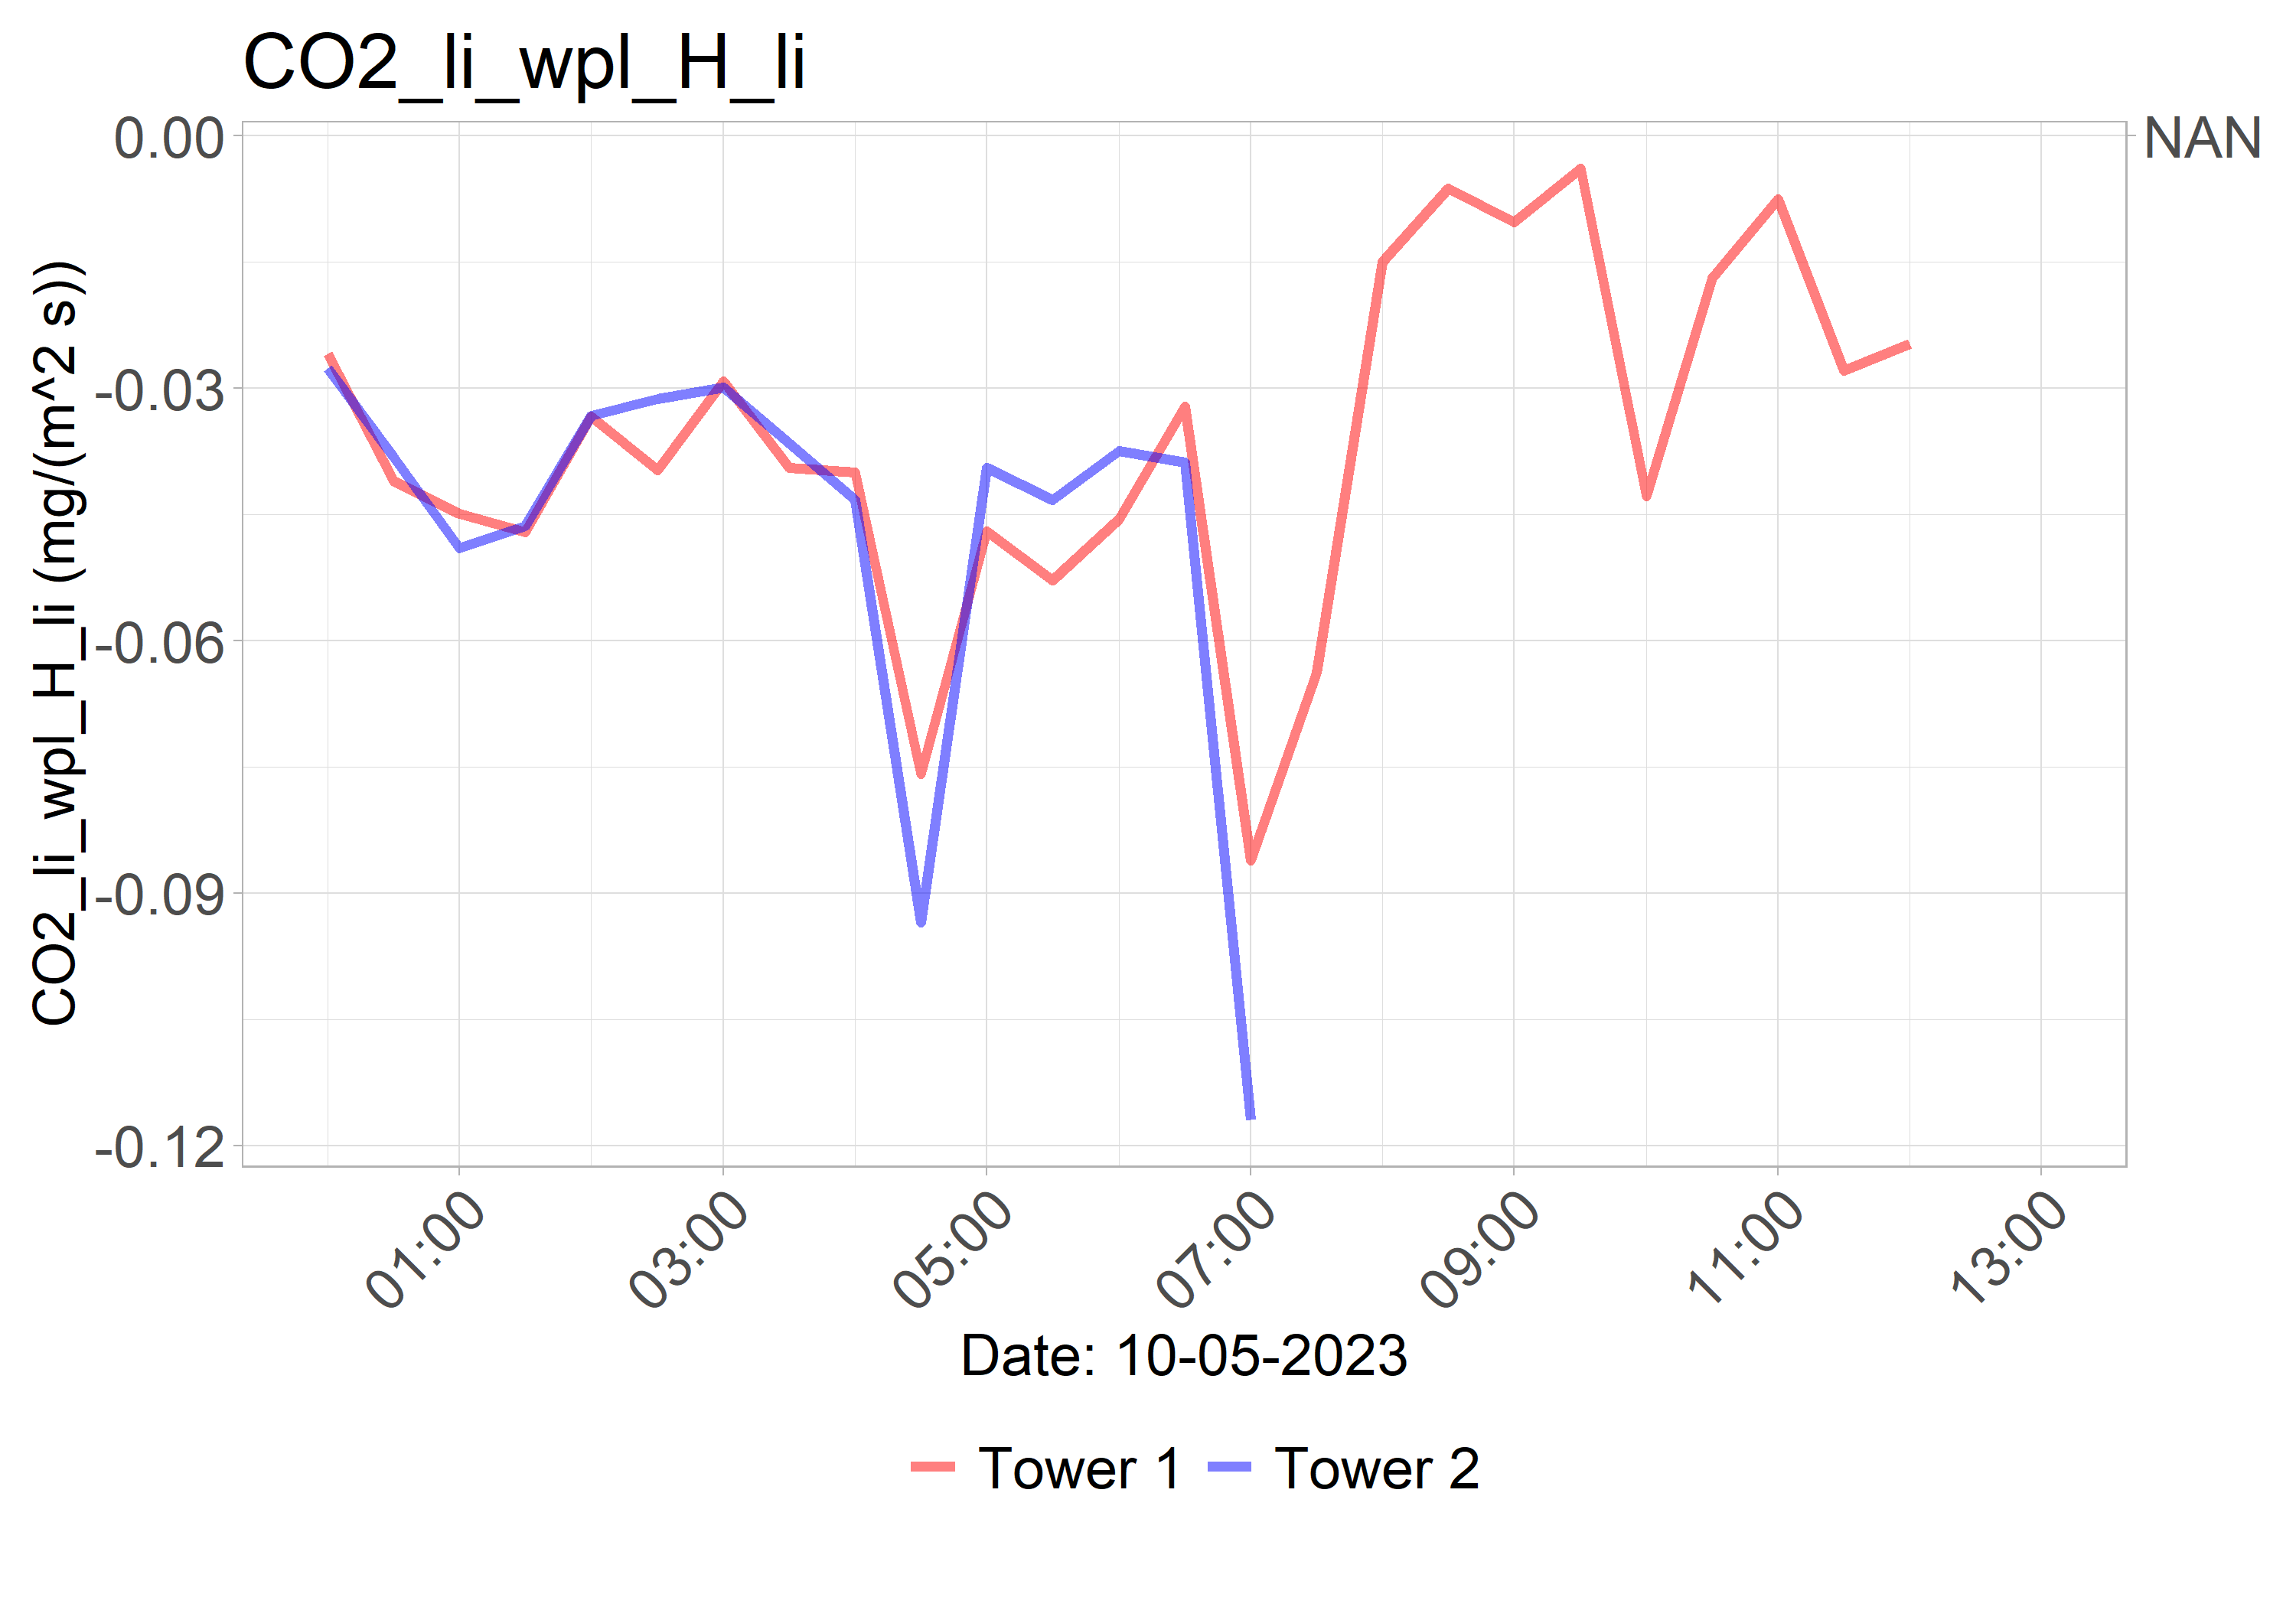 CO2_li_wpl_H_li
CO2_li_wpl_H_li (mg/(m^2 s))
0.00
-0.03
-0.06
-0.09
-0.12
NAN
01:00
03:00
05:00
07:00
09:00
11:00
13:00
Date: 10-05-2023
Tower 1
Tower 2